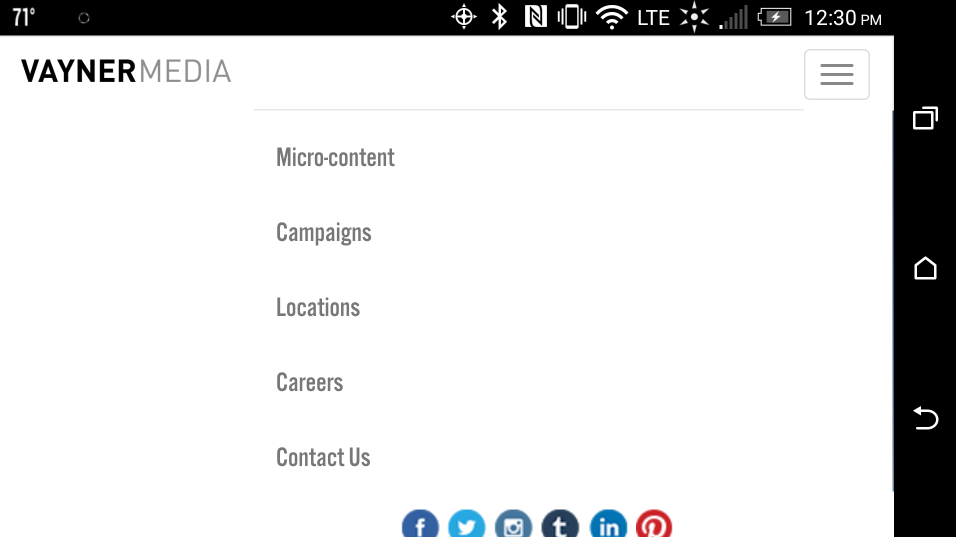 71°
LTE
12:30 PM
VAYNERMEDIA
Micro-content
Campaigns
Locations
Careers
Contact Us